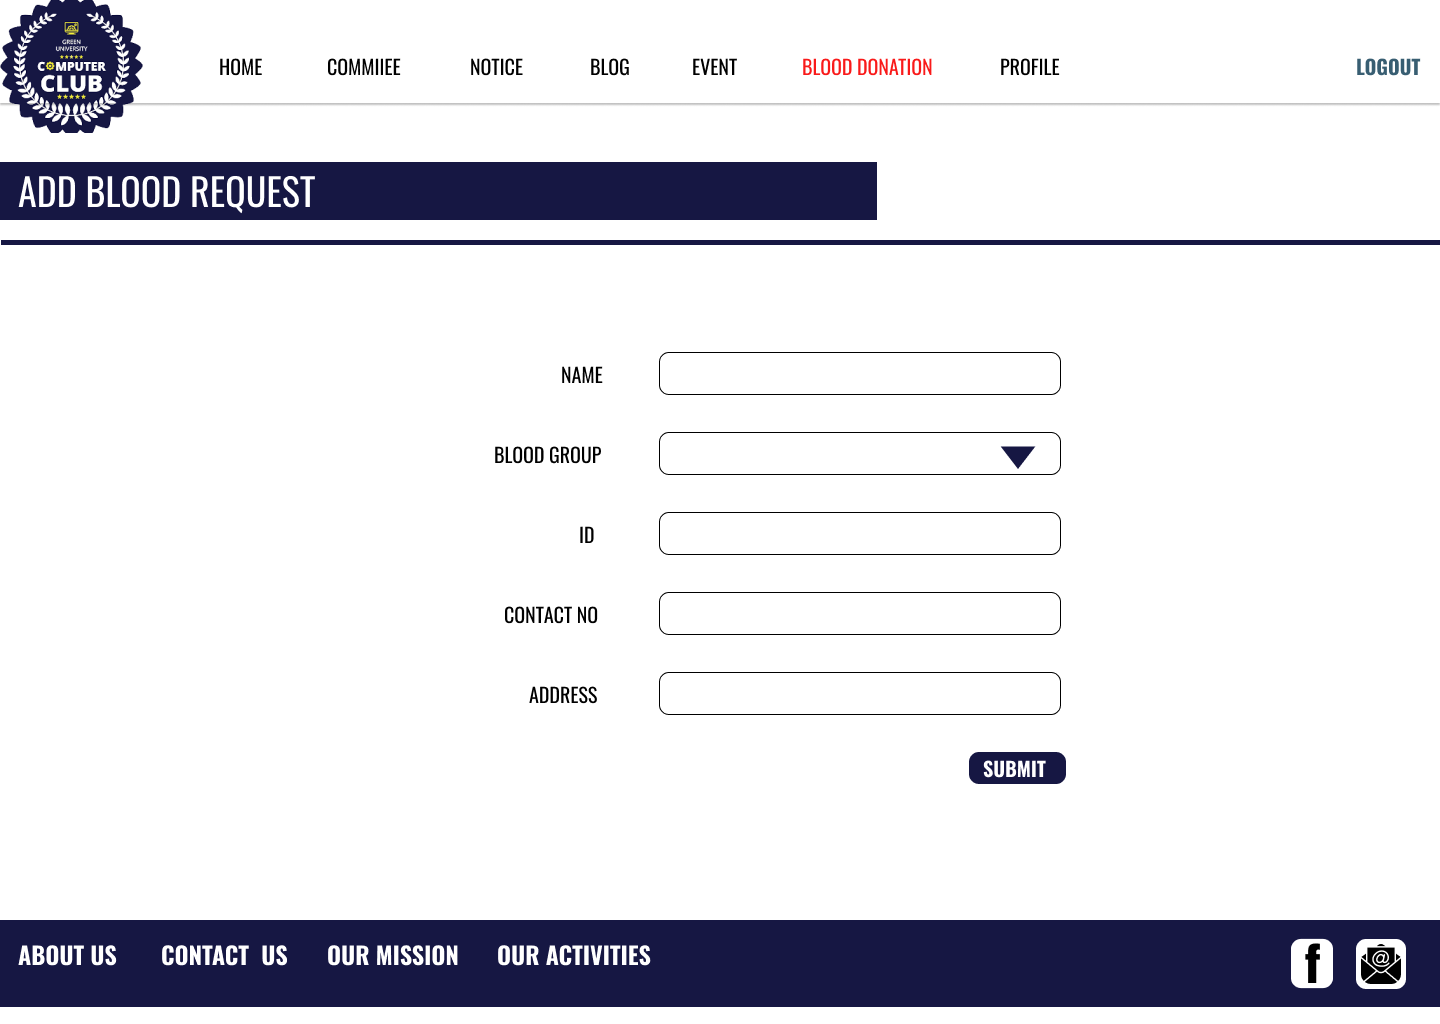 GREEN
UNIVERSITY
COMPUTER
CLUB
HOME COMMIIEE NOTICE BLOG EVENT BLOOD DONATION PROFILE LOGOUT
ADD BLOOD REQUEST
NAME
BLOOD GROUP
ID
CONTACT NO
ADDRESS
SUBMIT
ABOUT US CONTACT US OUR MISSION OUR ACTIVITIES
f @